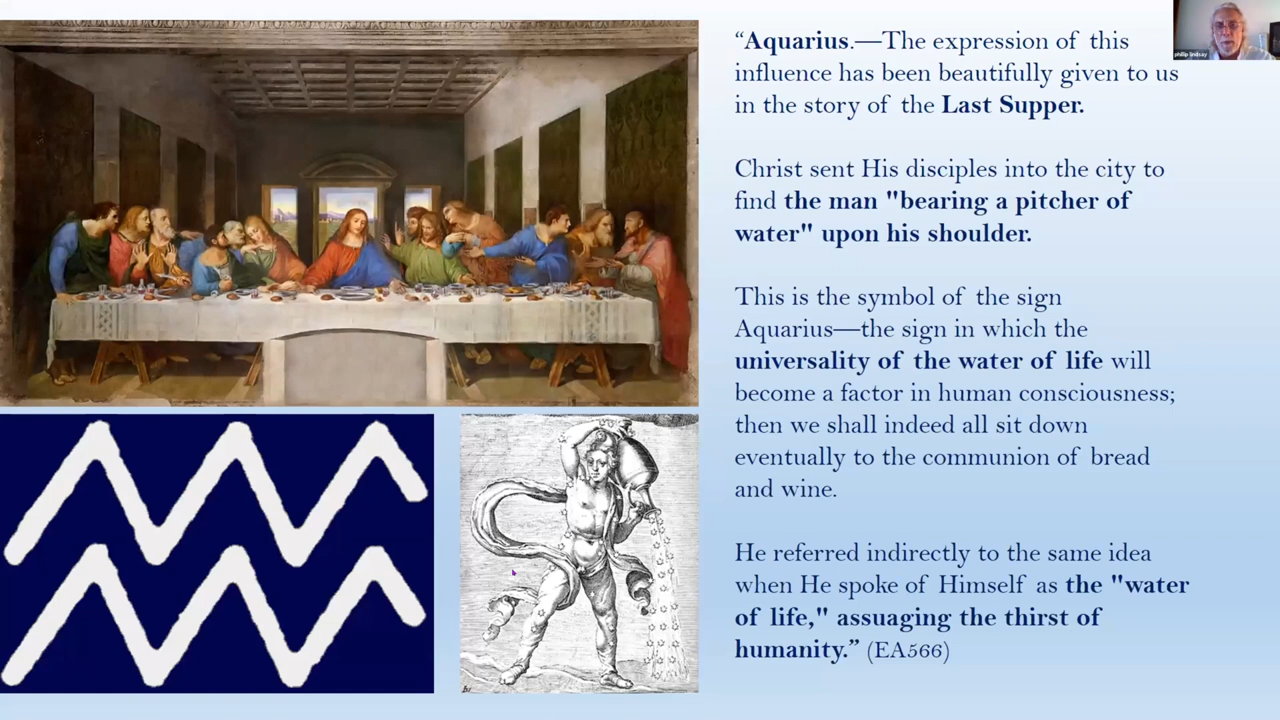 “Aquarius.—The expression of this
influence has been beautifully given to us
in the story of the Last Supper.
Christ sent His disciples into the city to
find the man "bearing a pitcher of
water" upon his shoulder.
This is the symbol of the sign
Aquarius—the sign in which the
universality of the water of life will
become a factor in human consciousness;
then we shall indeed all sit down
eventually to the communion of bread
and wine.
He referred indirectly to the same idea
when He spoke of Himself as the "water
of life," assuaging the thirst of
humanity.” (EA566)
philip lindsay